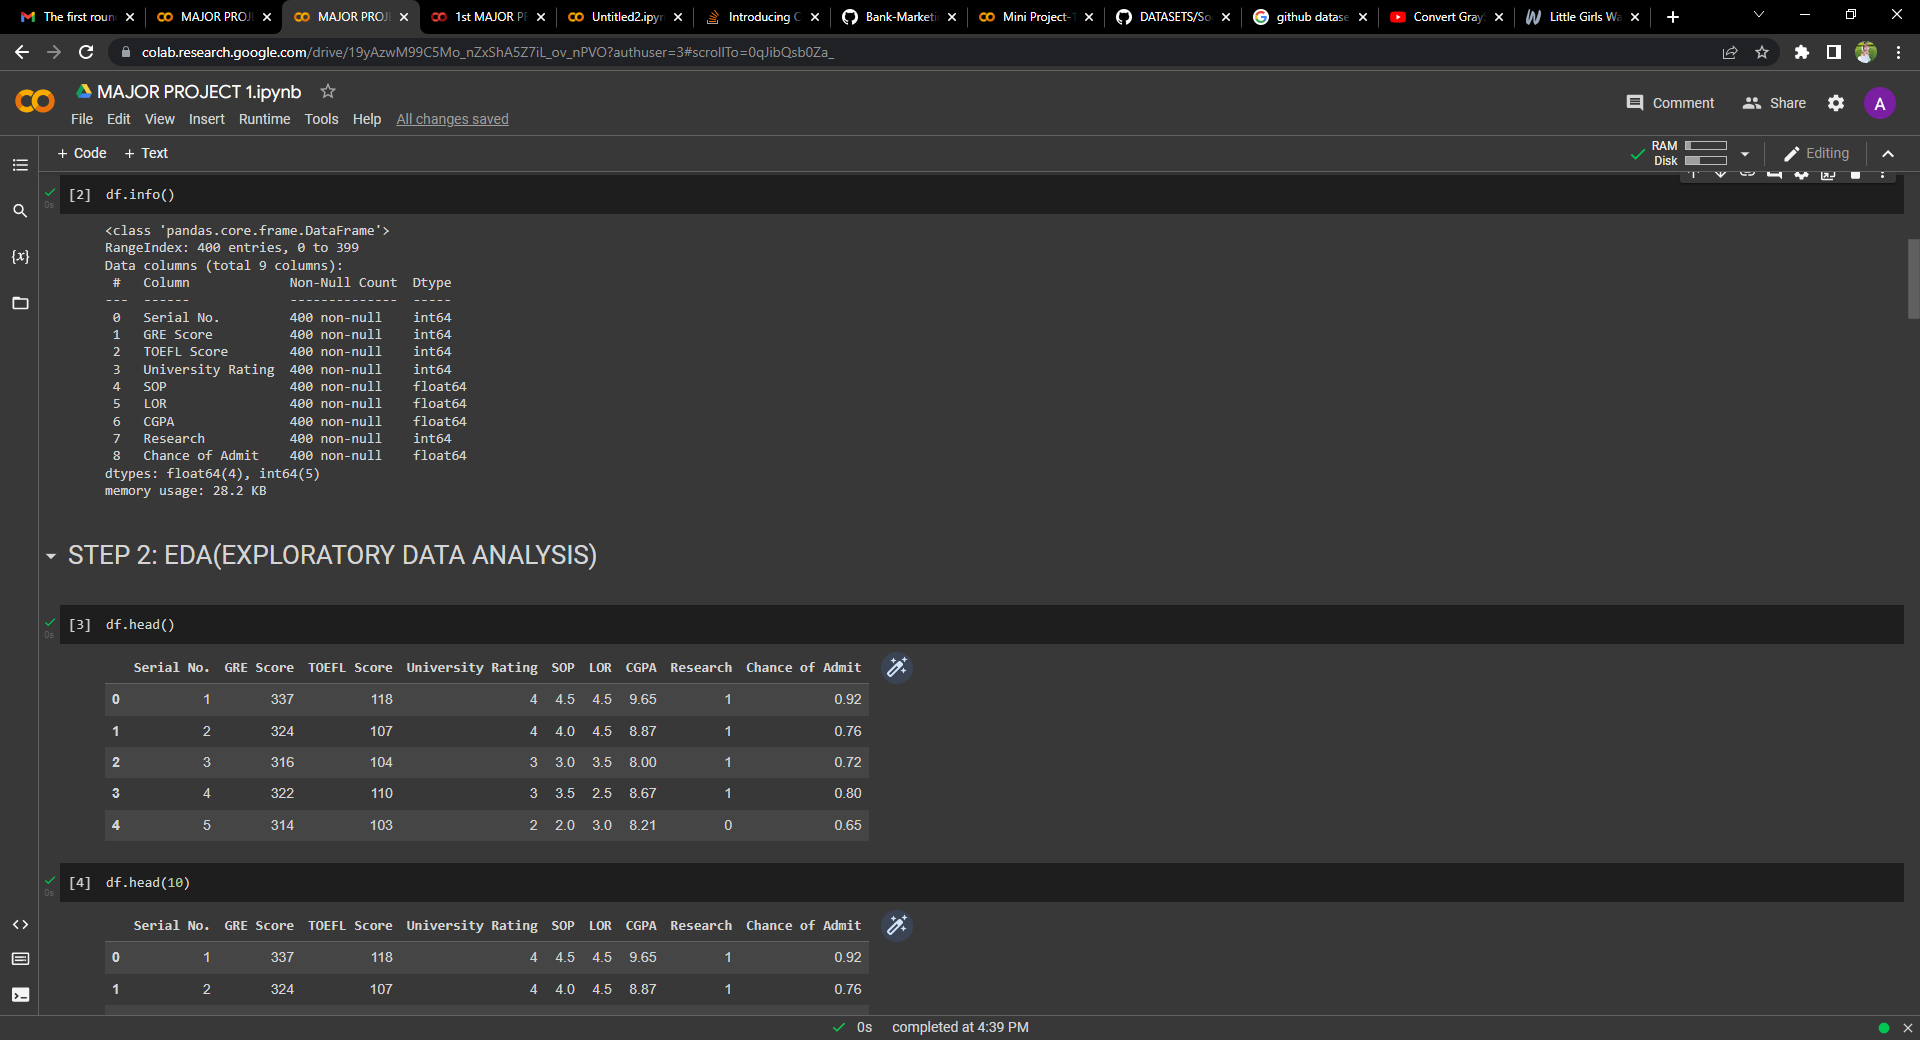 The first roun
MAJOR PROJ
MAJOR PROJ
1st MAJOR P
Untitled2.ipyn
Introducing C
Bank-Marketi
Mini Project-
DATASETS/So
github datase
Convert Gray
Little Girls Wa
colab.research.google.com/drive/19yAzwM99C5Mo_nZxShA5Z7iL_ov_nPVO?authuser=3#scrollTo=0qJibQsb0Za_
MAJOR PROJECT 1.ipynb
Comment Share A
File Edit View Insert Runtime Tools Help All changes saved
+ Code + Text
RAM
Disk
Editing
{x}
[2] df.info()
0s
<class 'pandas.core.frame.DataFrame'>
RangeIndex: 400 entries, 0 to 399
Data columns (total 9 columns):
# Column Non-Null Count Dtype
--- ------ -------------- -----
0 Serial No. 400 non-null int64
1 GRE Score 400 non-null int64
2 TOEFL Score 400 non-null int64
3 University Rating 400 non-null int64
4 SOP 400 non-null float64
5 LOR 400 non-null float64
6 CGPA 400 non-null float64
7 Research 400 non-null int64
8 Chance of Admit 400 non-null float64
dtypes: float64(4), int64(5)
memory usage: 28.2 KB
STEP 2: EDA(EXPLORATORY DATA ANALYSIS)
[3] df.head()
0s
Serial No. GRE Score TOEFL Score University Rating SOP LOR CGPA Research Chance of Admit
0 1 337 118 4 4.5 4.5 9.65 1 0.92
1 2 324 107 4 4.0 4.5 8.87 1 0.76
2 3 316 104 3 3.0 3.5 8.00 1 0.72
3 4 322 110 3 3.5 2.5 8.67 1 0.80
4 5 314 103 2 2.0 3.0 8.21 0 0.65
[4] df.head(10)
0s
Serial No. GRE Score TOEFL Score University Rating SOP LOR CGPA Research Chance of Admit
0 1 337 118 4 4.5 4.5 9.65 1 0.92
1 2 324 107 4 4.0 4.5 8.87 1 0.76
0s completed at 4:39 PM